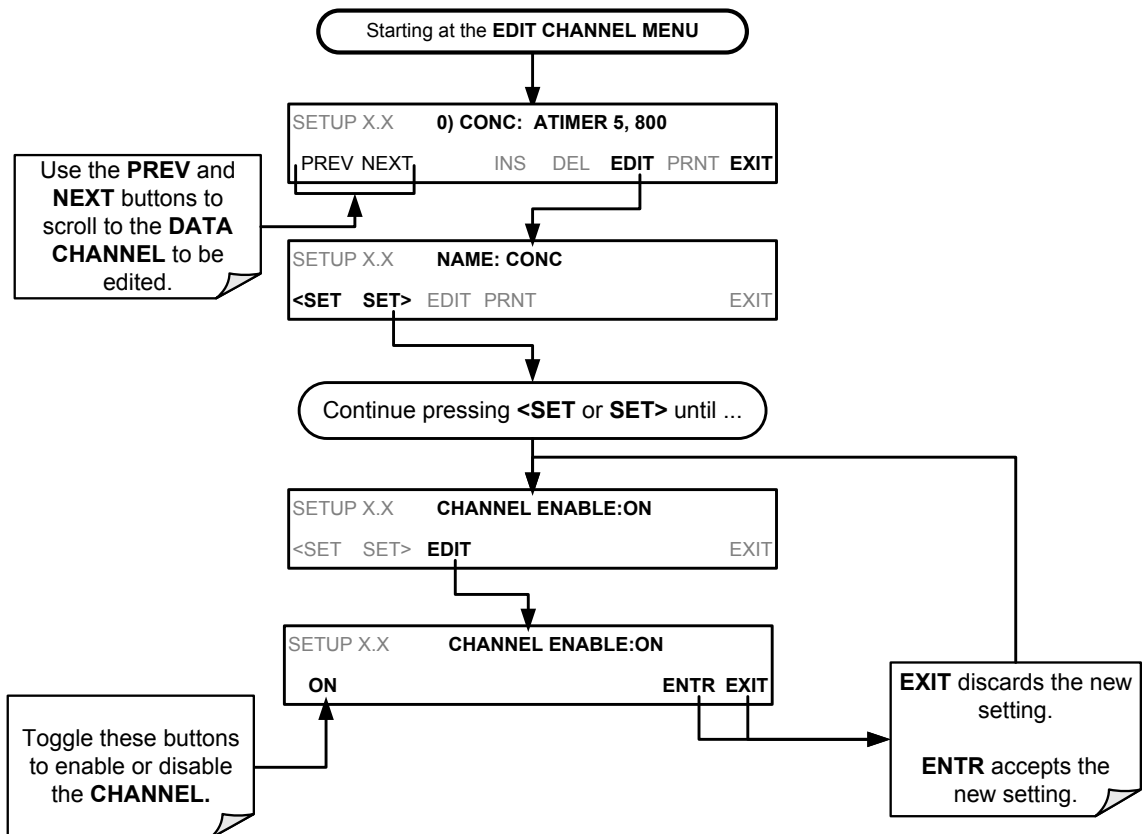 Starting at the EDIT CHANNEL MENU
SETUP X.X 0) CONC: ATIMER 5, 800
PREV NEXT INS DEL EDIT PRNT EXIT
Use the PREV and
NEXT buttons to
scroll to the DATA
CHANNEL to be
edited.
SETUP X.X NAME: CONC
<SET SET> EDIT PRNT EXIT
Continue pressing <SET or SET> until ...
SETUP X.X CHANNEL ENABLE:ON
<SET SET> EDIT EXIT
SETUP X.X CHANNEL ENABLE:ON
ON ENTR EXIT
Toggle these buttons
to enable or disable
the CHANNEL.
EXIT discards the new
setting.
ENTR accepts the
new setting.